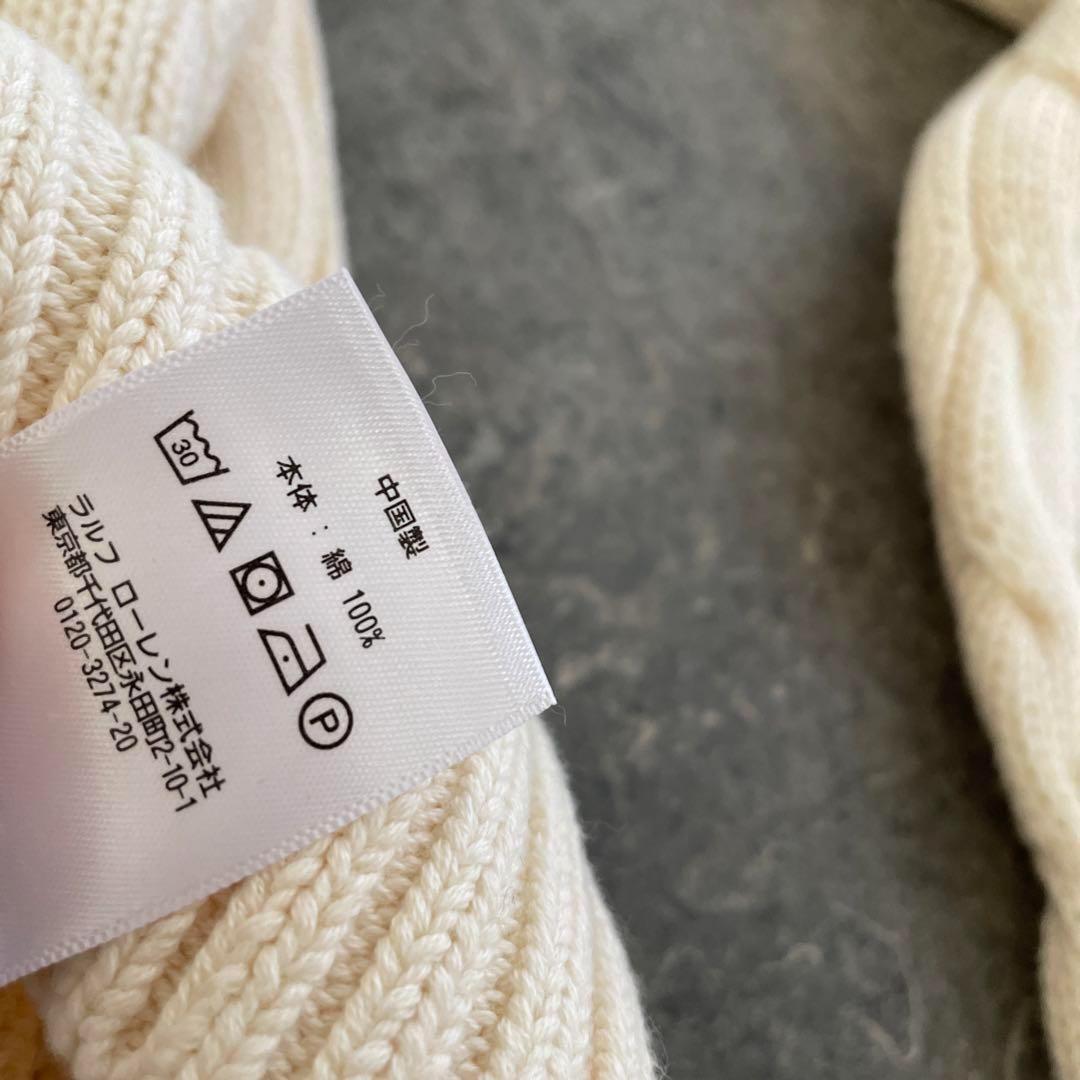 中国製
本体 : 綿 100%
30
P
ラルフ ローレン株式会社
東京都千代田区永田町2-10-1
0120-3274-20